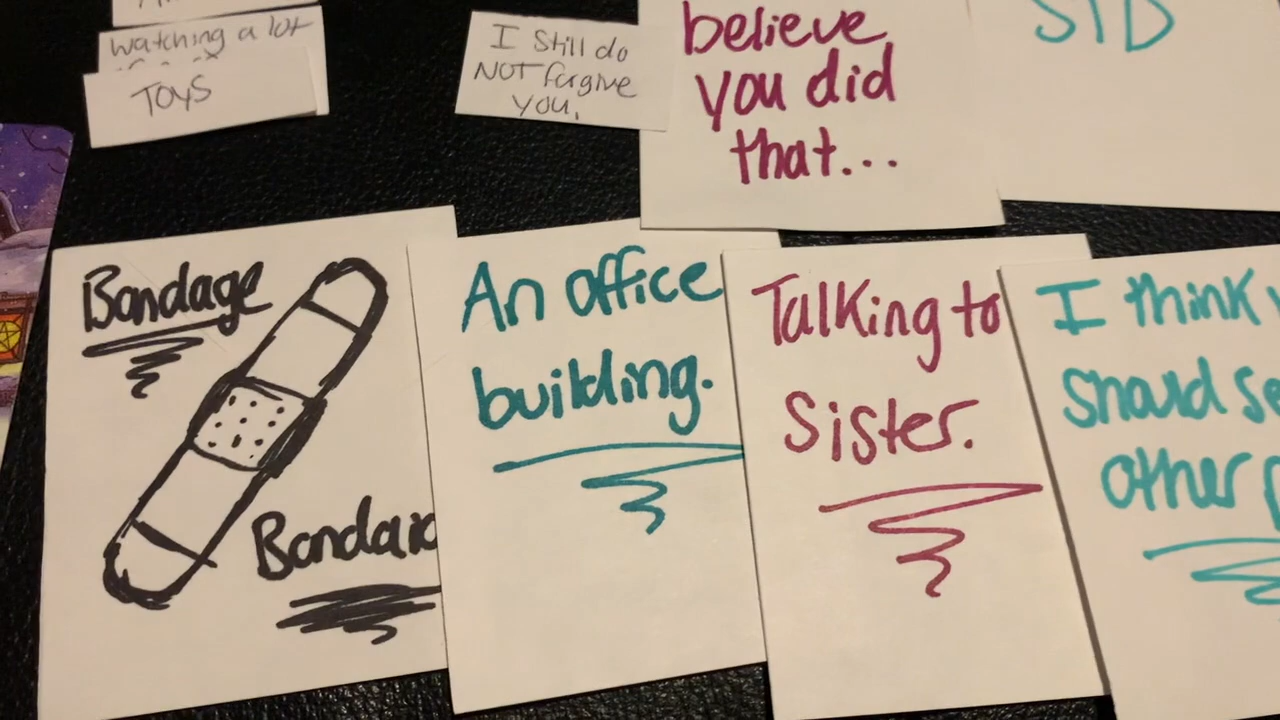 watching a lot
TOYS
I Still do
NOT forgive
you.
believe
you did
that...
STD
Bandage
Bandaid
An office
building.
Talking to
Sister.
I think
should se
other p